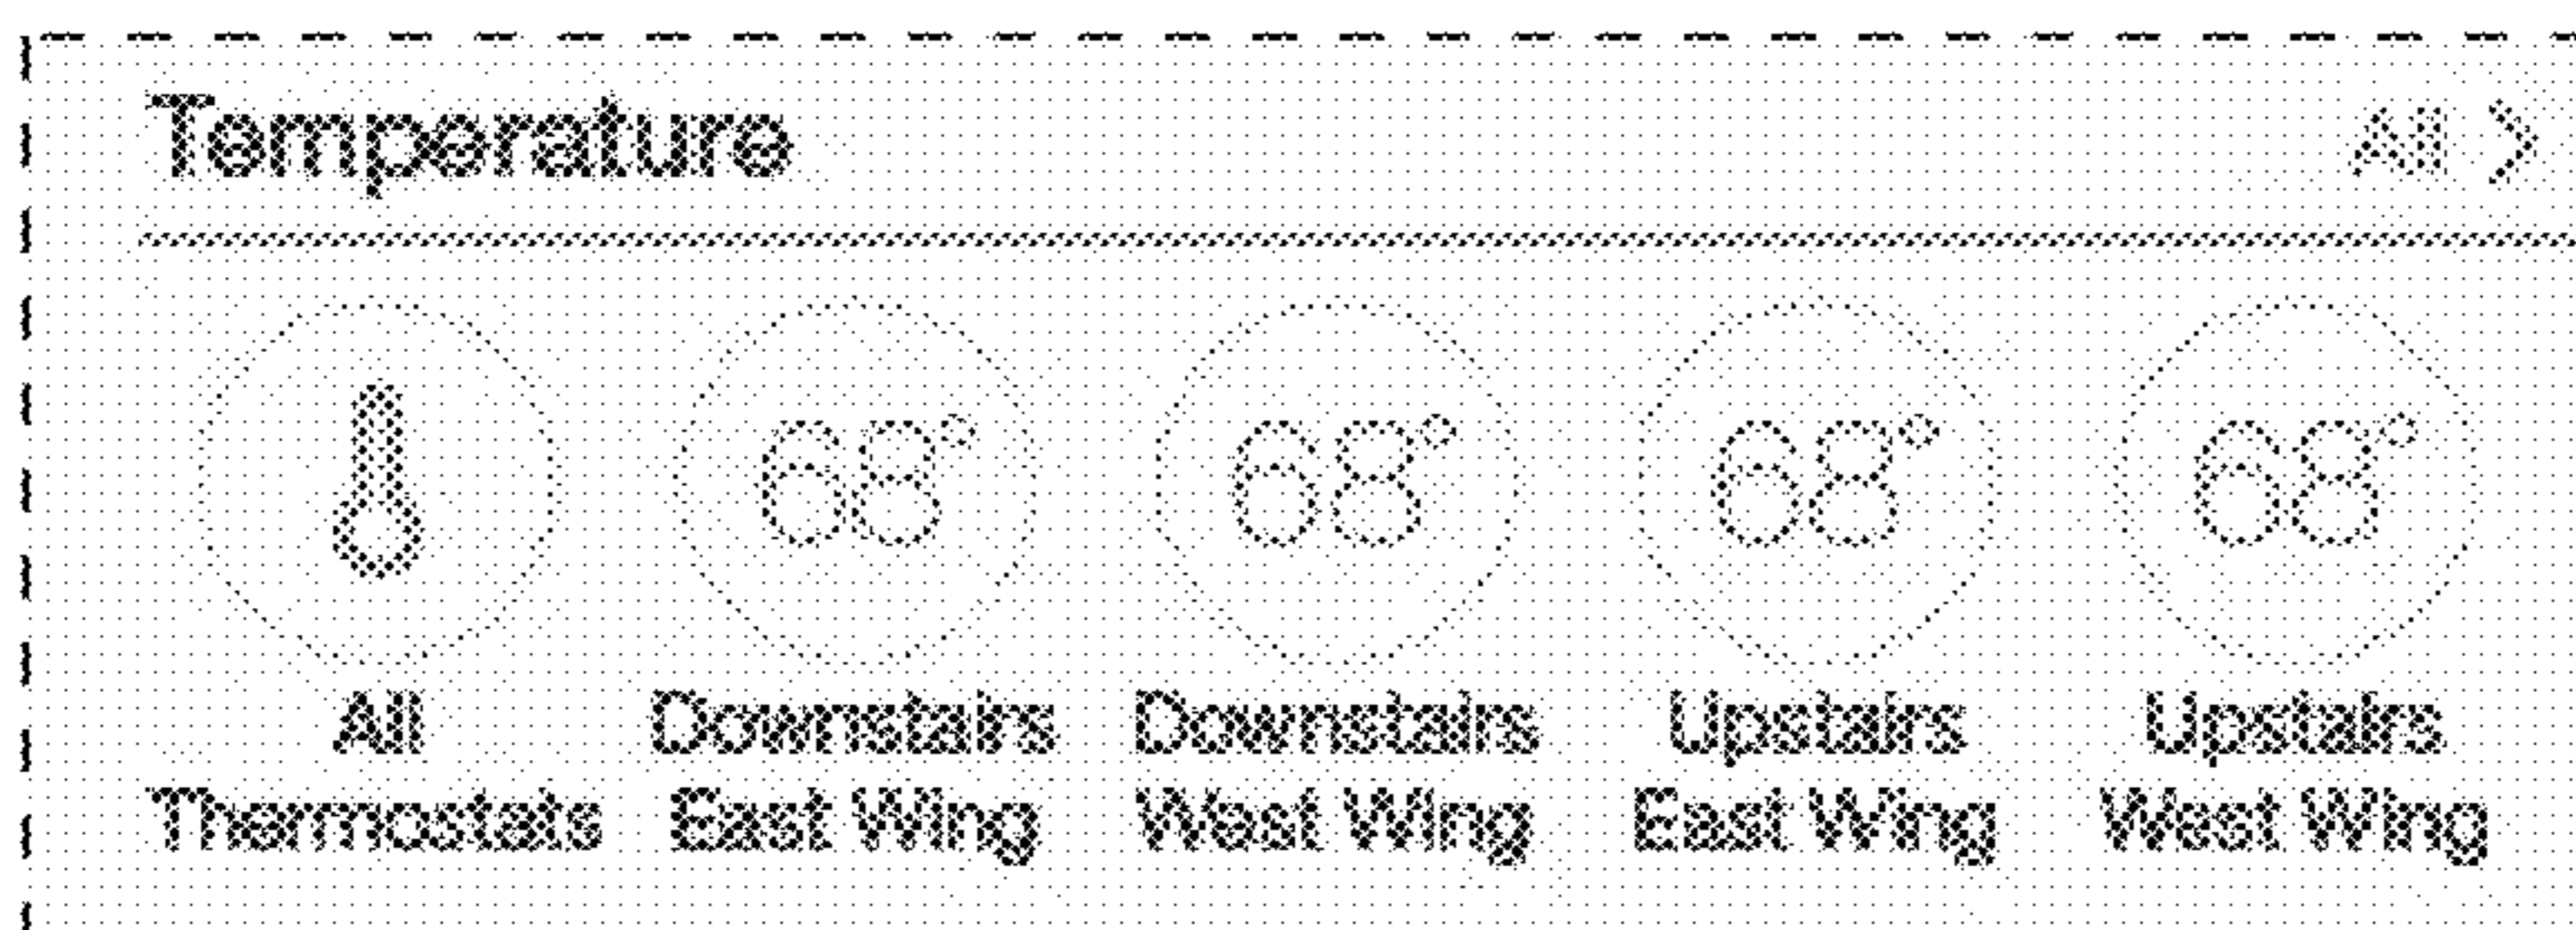 Temperature
All >
68° 68° 68° 68°
All Downstairs Downstairs Upstairs Upstairs
Thermostats East Wing West Wing East Wing West Wing